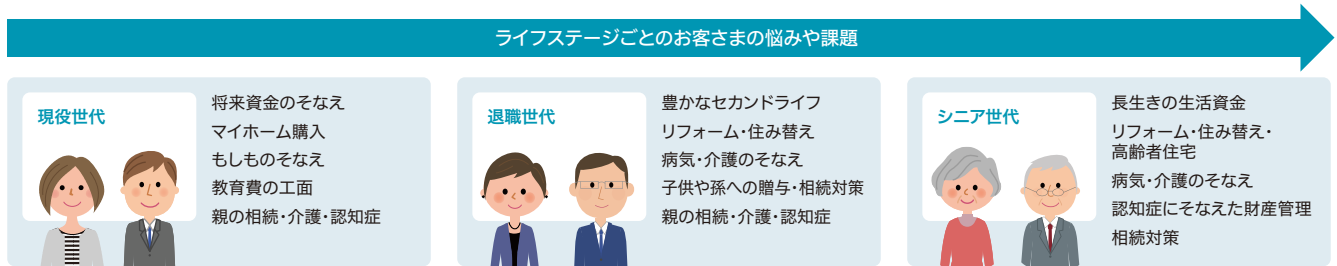 ライフステージごとのお客さまの悩みや課題
現役世代
将来資金のそなえ
マイホーム購入
もしものそなえ
教育費の工面
親の相続・介護・認知症
退職世代
豊かなセカンドライフ
リフォーム・住み替え
病気・介護のそなえ
子供や孫への贈与・相続対策
親の相続・介護・認知症
シニア世代
長生きの生活資金
リフォーム・住み替え・
高齢者住宅
病気・介護のそなえ
認知症にそなえた財産管理
相続対策